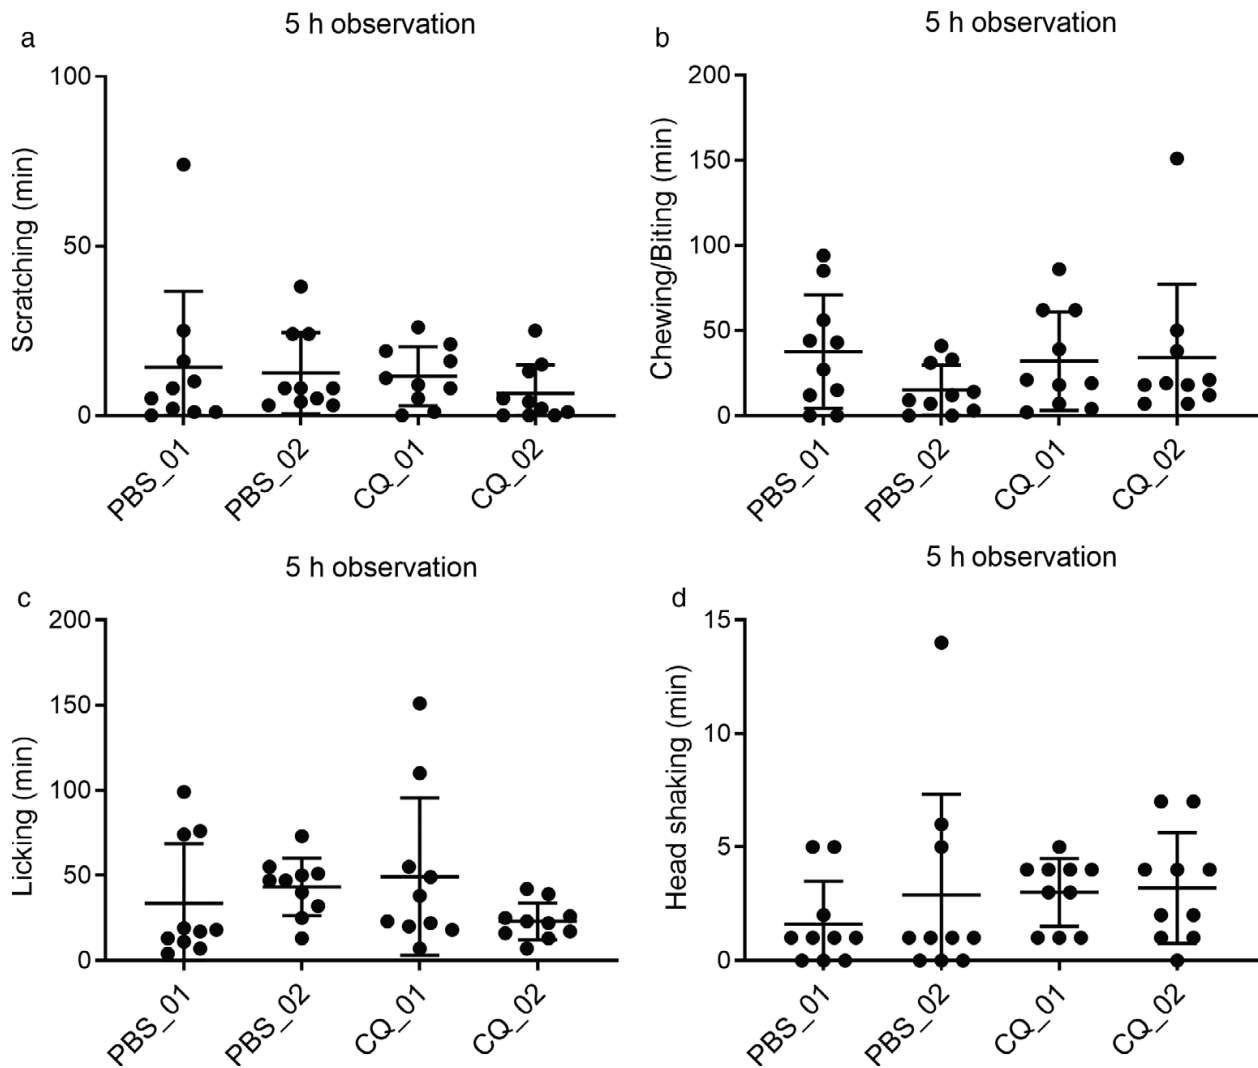 a
5 h observation
Scratching (min)
100
50
0
PBS_01
PBS_02
CQ_01
CQ_02
b
5 h observation
Chewing/Biting (min)
200
150
100
50
0
PBS_01
PBS_02
CQ_01
CQ_02
c
5 h observation
Licking (min)
200
150
100
50
0
PBS_01
PBS_02
CQ_01
CQ_02
d
5 h observation
Head shaking (min)
15
10
5
0
PBS_01
PBS_02
CQ_01
CQ_02